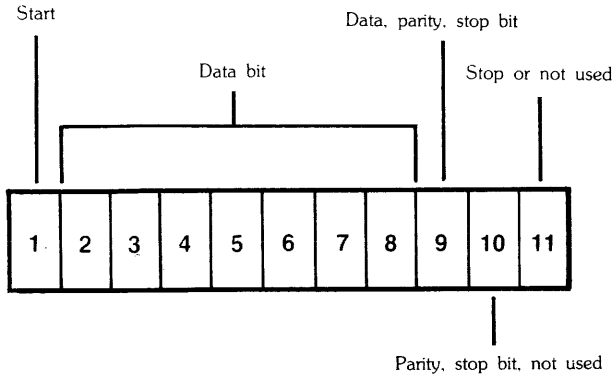 Start
Data, parity, stop bit
Data bit
Stop or not used
1 2 3 4 5 6 7 8 9 10 11
Parity, stop bit, not used